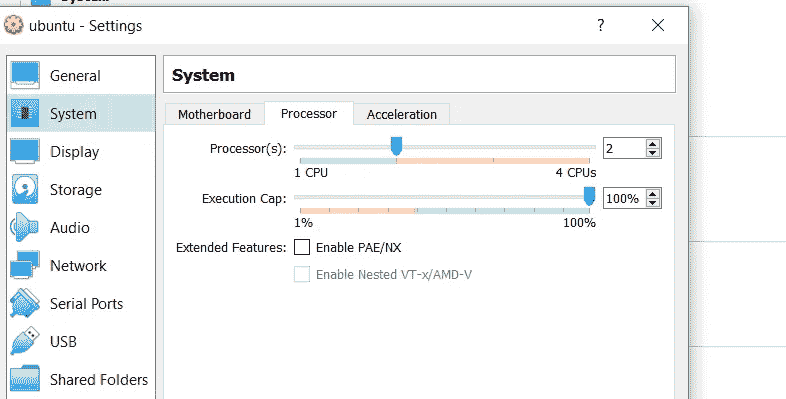 ubuntu - Settings
?
General
System
Display
Storage
Audio
Network
Serial Ports
USB
Shared Folders
System
Motherboard Processor Acceleration
Processor(s): 2
1 CPU 4 CPUs
Execution Cap: 100%
1% 100%
Extended Features: Enable PAE/NX
Enable Nested VT-x/AMD-V